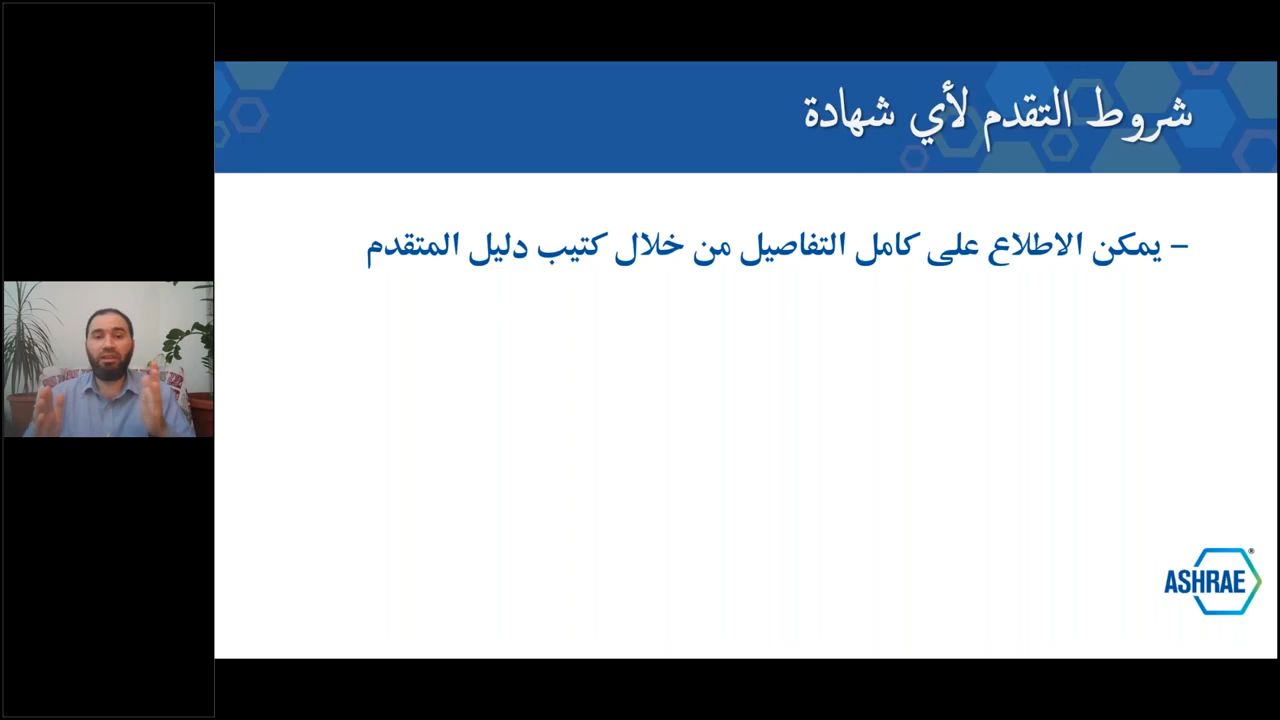 شروط التقدم لأي شهادة
– يمكن الاطلاع على كامل التفاصيل من خلال كتيب دليل المتقدم
ASHRAE®